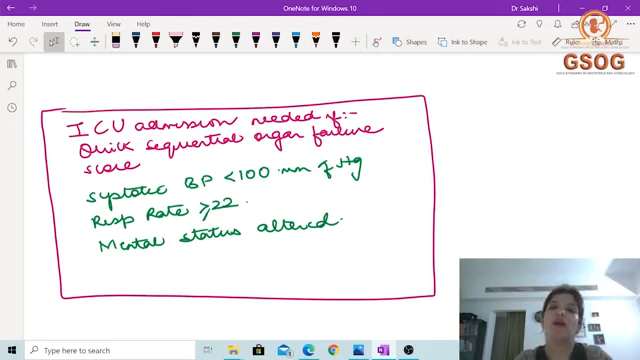 OneNote for Windows 10
Dr Sakshi
Home
Insert
Draw
View
Help
Shapes
Ink to Shape
Ink to Text
Ruler
Maths
GSOG
ICU admission needed if:-
Quick sequential organ failure
score
Systolic BP <100 mm of Hg
Resp Rate ≥22.
Mental status altered.
Type here to search